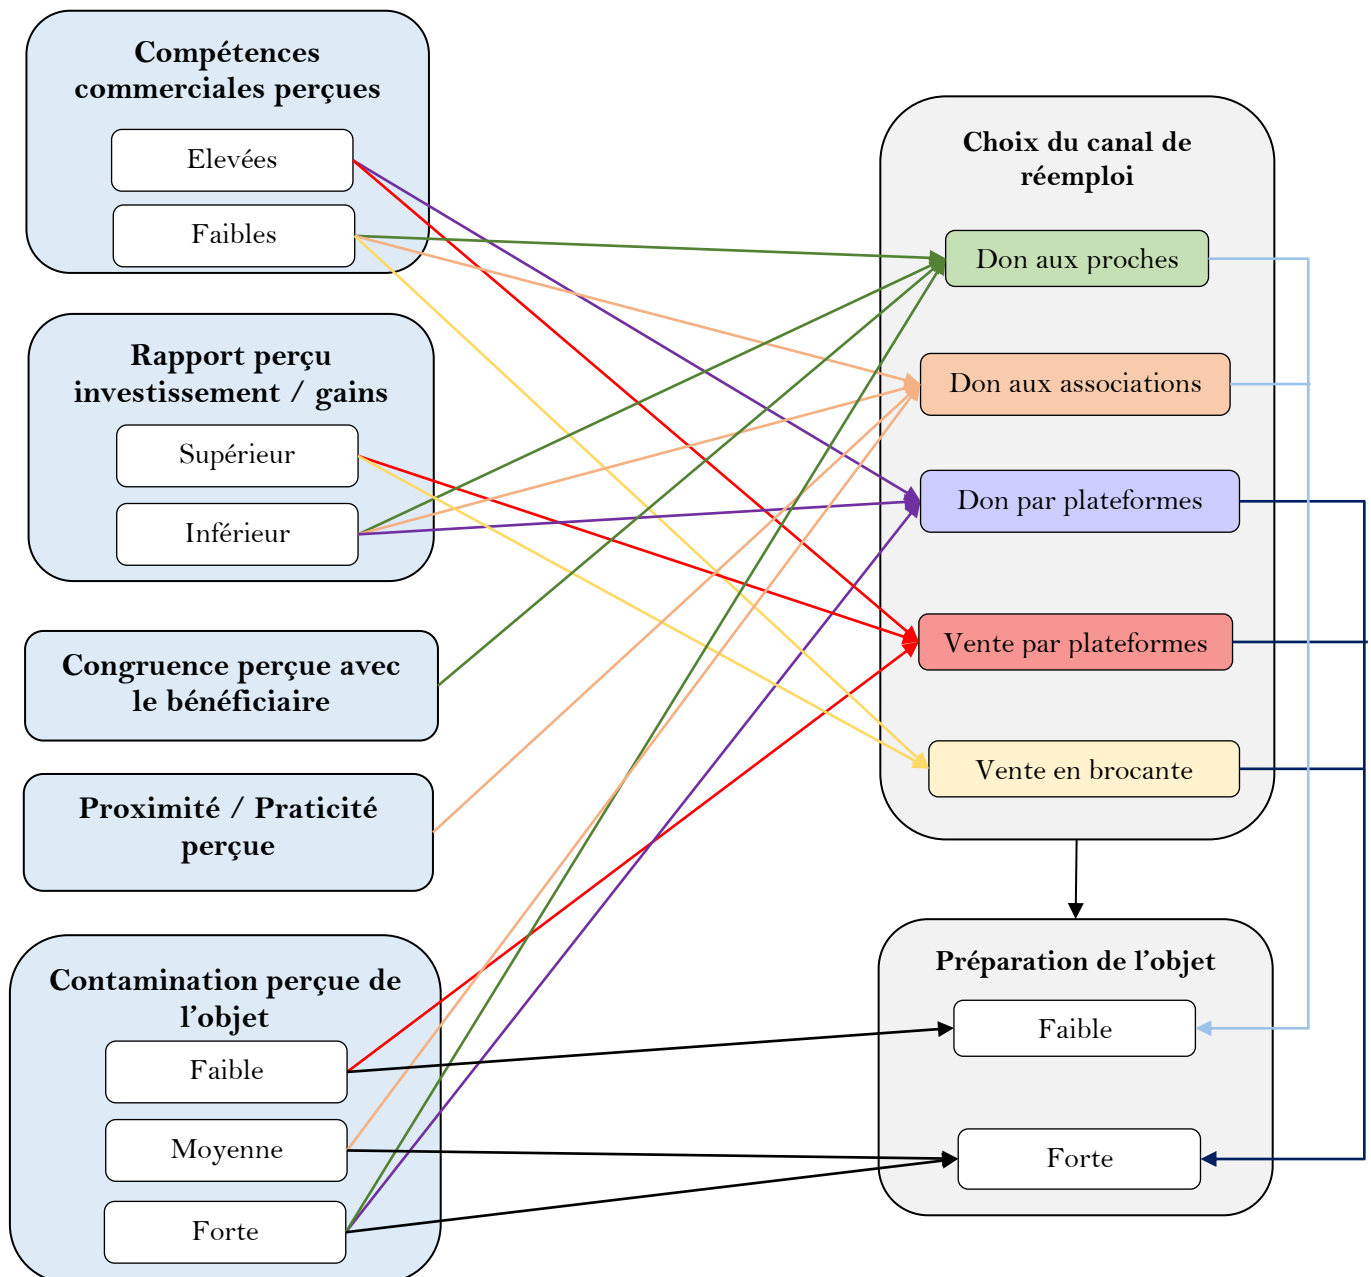 Compétences
commerciales perçues
Elevées
Faibles
Rapport perçu
investissement / gains
Supérieur
Inférieur
Congruence perçue avec
le bénéficiaire
Proximité / Praticité
perçue
Contamination perçue de
l’objet
Faible
Moyenne
Forte
Choix du canal de
réemploi
Don aux proches
Don aux associations
Don par plateformes
Vente par plateformes
Vente en brocante
Préparation de l’objet
Faible
Forte